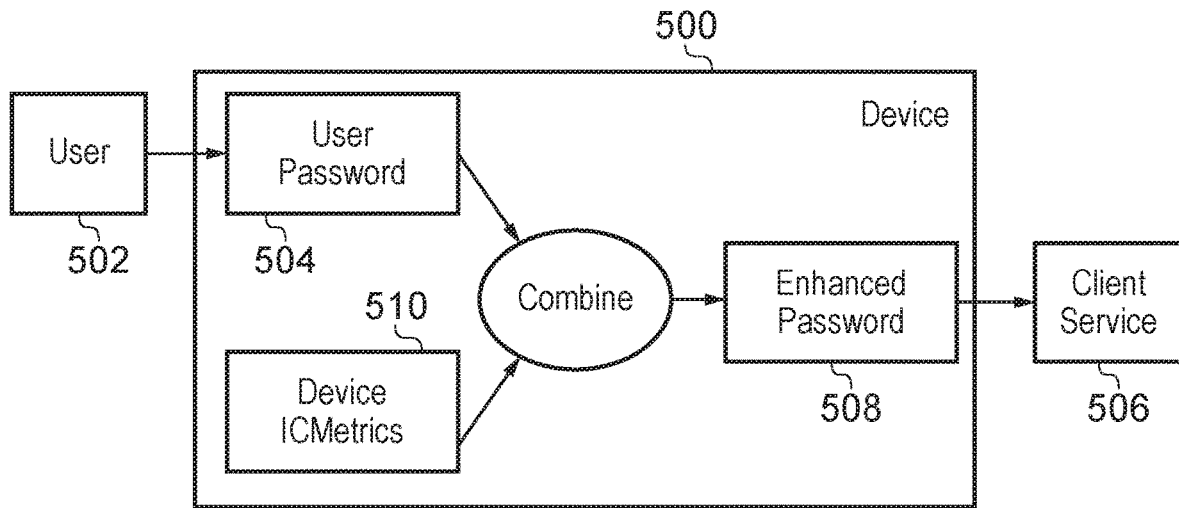 500
Device
User
502
User
Password
504
Combine
510
Device
ICMetrics
Enhanced
Password
508
Client
Service
506